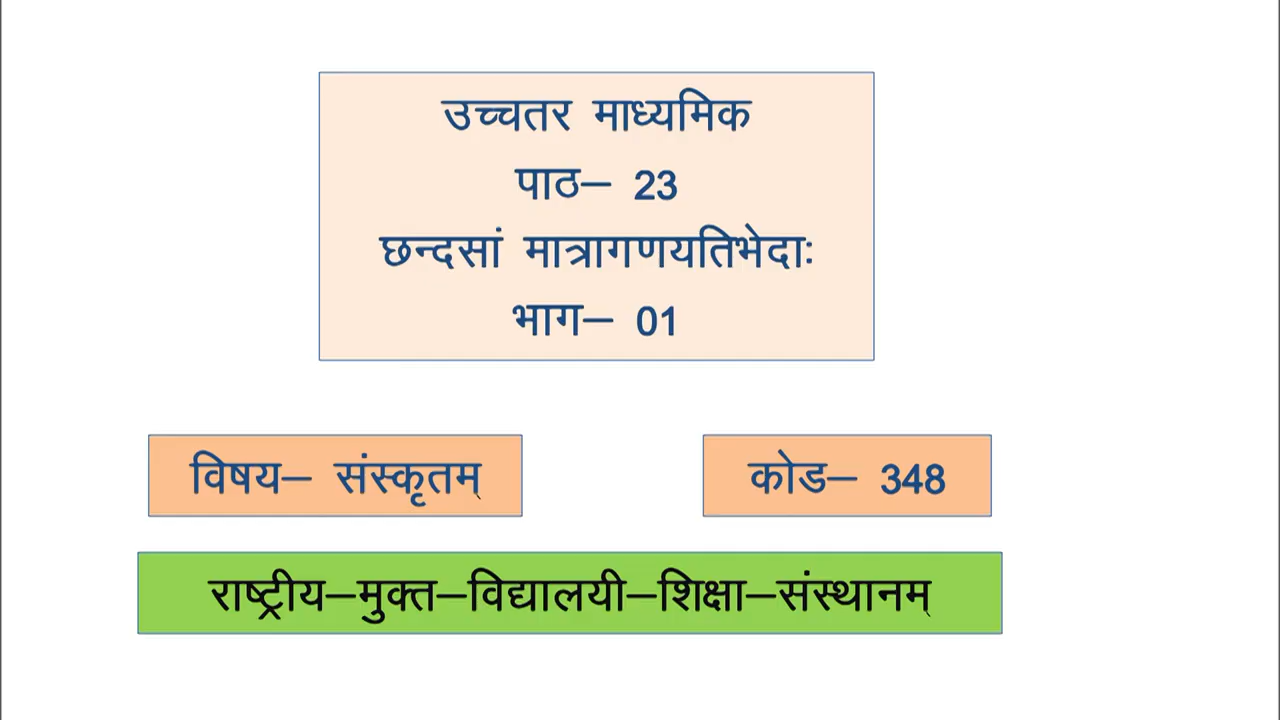 उच्चतर माध्यमिक
पाठ– 23
छन्दसां मात्रागणयतिभेदाः
भाग– 01
विषय– संस्कृतम्
कोड– 348
राष्ट्रीय–मुक्त–विद्यालयी–शिक्षा–संस्थानम्